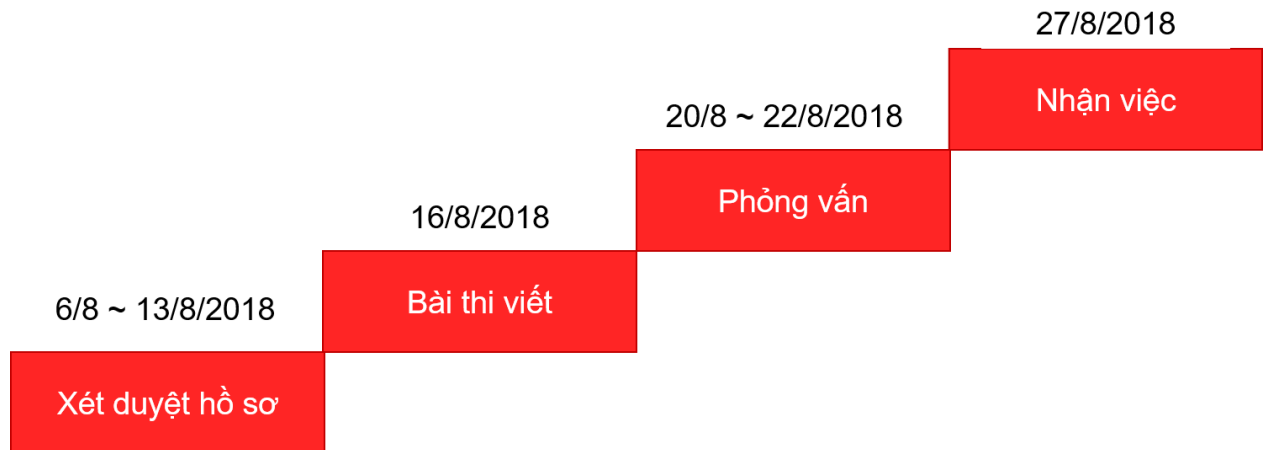 27/8/2018
Nhận việc
20/8 ~ 22/8/2018
Phỏng vấn
16/8/2018
Bài thi viết
6/8 ~ 13/8/2018
Xét duyệt hồ sơ